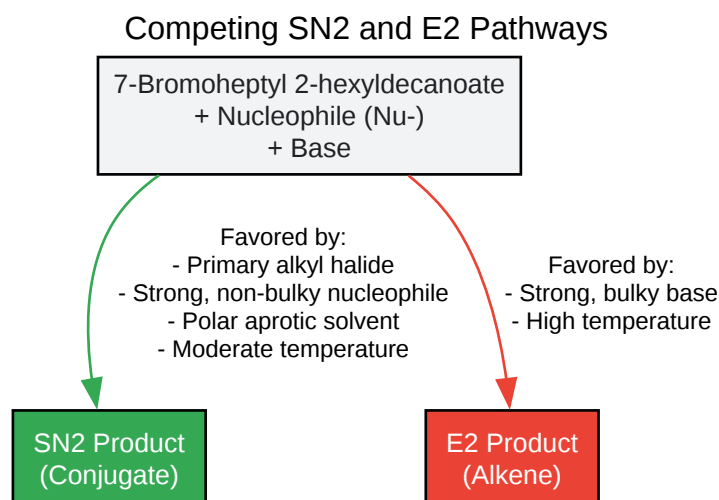 Competing SN2 and E2 Pathways
7-Bromoheptyl 2-hexyldecanoate
+ Nucleophile (Nu-)
+ Base
Favored by:
- Primary alkyl halide
- Strong, non-bulky nucleophile
- Polar aprotic solvent
- Moderate temperature
Favored by:
- Strong, bulky base
- High temperature
SN2 Product
(Conjugate)
E2 Product
(Alkene)